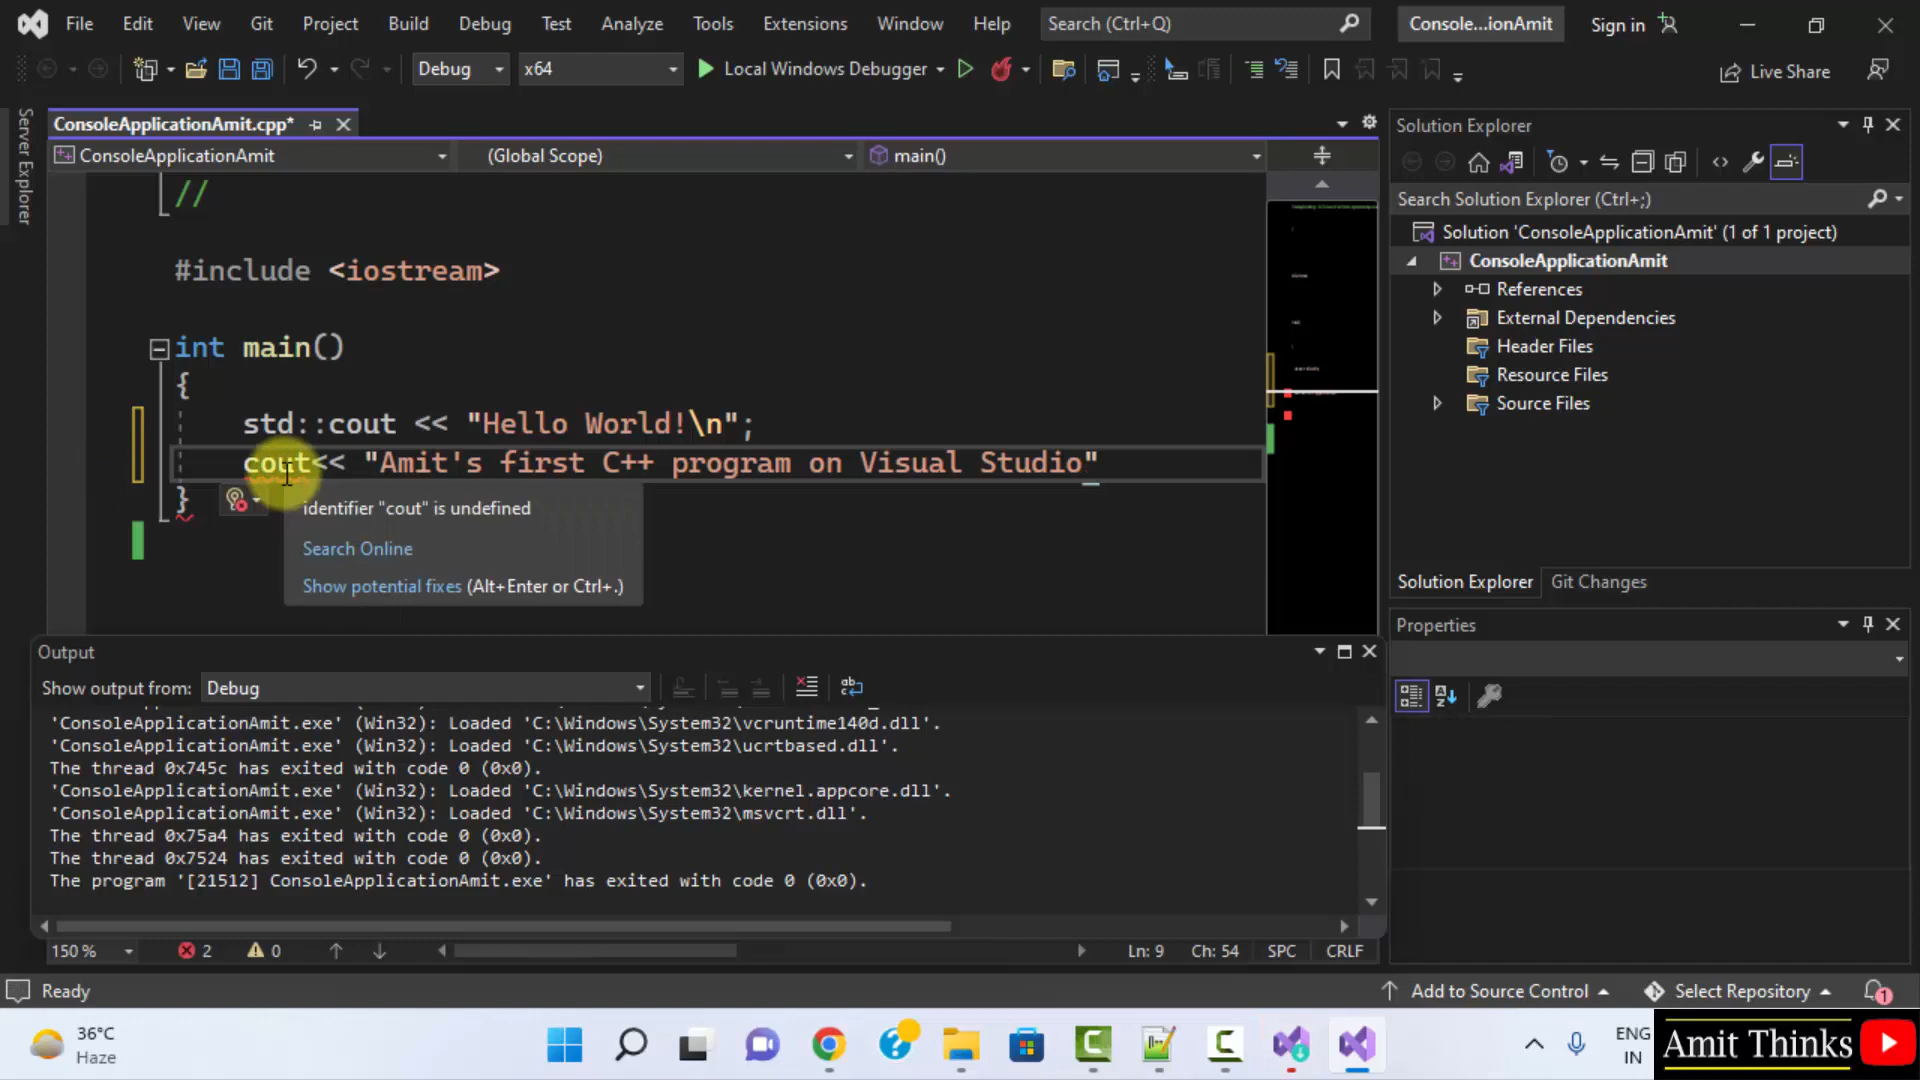 File Edit View Git Project Build Debug Test Analyze Tools Extensions Window Help Search (Ctrl+Q) Console...ionAmit Sign in
Debug x64 Local Windows Debugger Live Share
Server Explorer
ConsoleApplicationAmit.cpp*
ConsoleApplicationAmit (Global Scope) main()
//
#include <iostream>
int main()
{
std::cout << "Hello World!\n";
cout<< "Amit's first C++ program on Visual Studio"
}
identifier "cout" is undefined
Search Online
Show potential fixes (Alt+Enter or Ctrl+.)
Solution Explorer
Search Solution Explorer (Ctrl+;)
Solution 'ConsoleApplicationAmit' (1 of 1 project)
ConsoleApplicationAmit
References
External Dependencies
Header Files
Resource Files
Source Files
Solution Explorer Git Changes
Properties
Output
Show output from: Debug
'ConsoleApplicationAmit.exe' (Win32): Loaded 'C:\Windows\System32\vcruntime140d.dll'.
'ConsoleApplicationAmit.exe' (Win32): Loaded 'C:\Windows\System32\ucrtbased.dll'.
The thread 0x745c has exited with code 0 (0x0).
'ConsoleApplicationAmit.exe' (Win32): Loaded 'C:\Windows\System32\kernel.appcore.dll'.
'ConsoleApplicationAmit.exe' (Win32): Loaded 'C:\Windows\System32\msvcrt.dll'.
The thread 0x75a4 has exited with code 0 (0x0).
The thread 0x7524 has exited with code 0 (0x0).
The program '[21512] ConsoleApplicationAmit.exe' has exited with code 0 (0x0).
150 % 2 0 Ln: 9 Ch: 54 SPC CRLF
Ready Add to Source Control Select Repository 1
36°C
Haze
ENG
IN
Amit Thinks